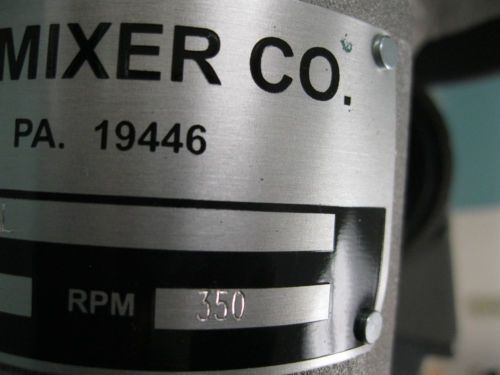 MIXER CO.
PA. 19446
L
RPM 350